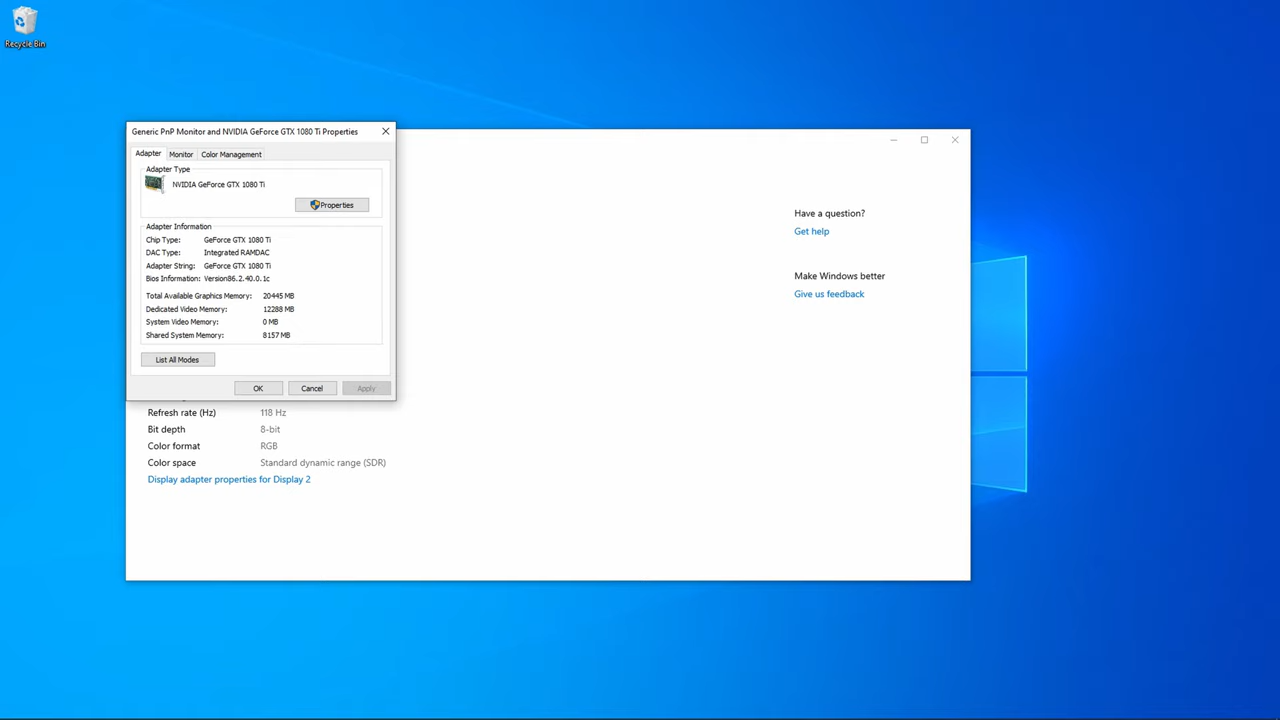 Recycle Bin
Generic PnP Monitor and NVIDIA GeForce GTX 1080 Ti Properties
Adapter Monitor Color Management
Adapter Type
NVIDIA GeForce GTX 1080 Ti
Properties
Adapter Information
Chip Type: GeForce GTX 1080 Ti
DAC Type: Integrated RAMDAC
Adapter String: GeForce GTX 1080 Ti
Bios Information: Version86.2.40.0.1c
Total Available Graphics Memory: 20445 MB
Dedicated Video Memory: 12288 MB
System Video Memory: 0 MB
Shared System Memory: 8157 MB
List All Modes
OK Cancel Apply
Refresh rate (Hz) 118 Hz
Bit depth 8-bit
Color format RGB
Color space Standard dynamic range (SDR)
Display adapter properties for Display 2
Have a question?
Get help
Make Windows better
Give us feedback